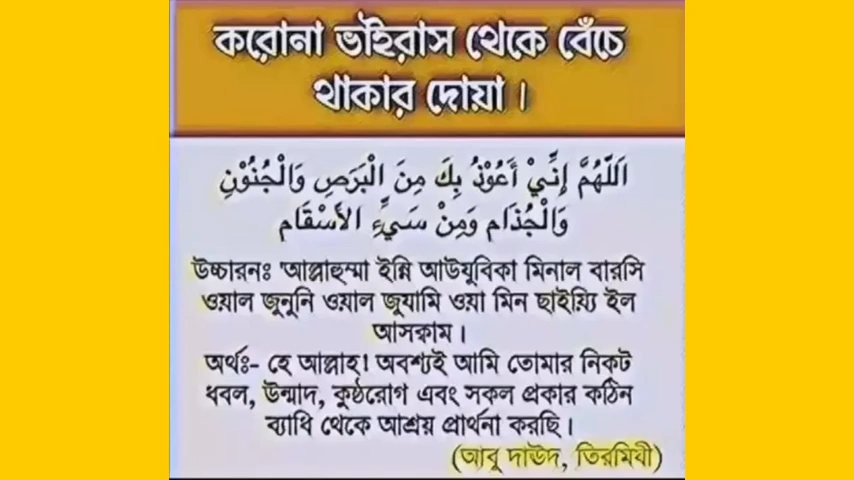 করোনা ভাইরাস থেকে বেঁচে
থাকার দোয়া ।
اَللّٰهُمَّ إِنِّيْ أَعُوْذُ بِكَ مِنَ الْبَرَصِ وَالْجُنُوْنِ
وَالْجُذَامِ وَمِنْ سَيِّءِ الأَسْقَامِ
উচ্চারনঃ 'আল্লাহুম্মা ইন্নি আউযুবিকা মিনাল বারসি
ওয়াল জুনুনি ওয়াল জুযামি ওয়া মিন ছাইয়্যি ইল
আসক্বাম ।
অর্থঃ- হে আল্লাহ! অবশ্যই আমি তোমার নিকট
ধবল, উন্মাদ, কুষ্ঠরোগ এবং সকল প্রকার কঠিন
ব্যাধি থেকে আশ্রয় প্রার্থনা করছি ।
(আবু দাউদ, তিরমিযী)